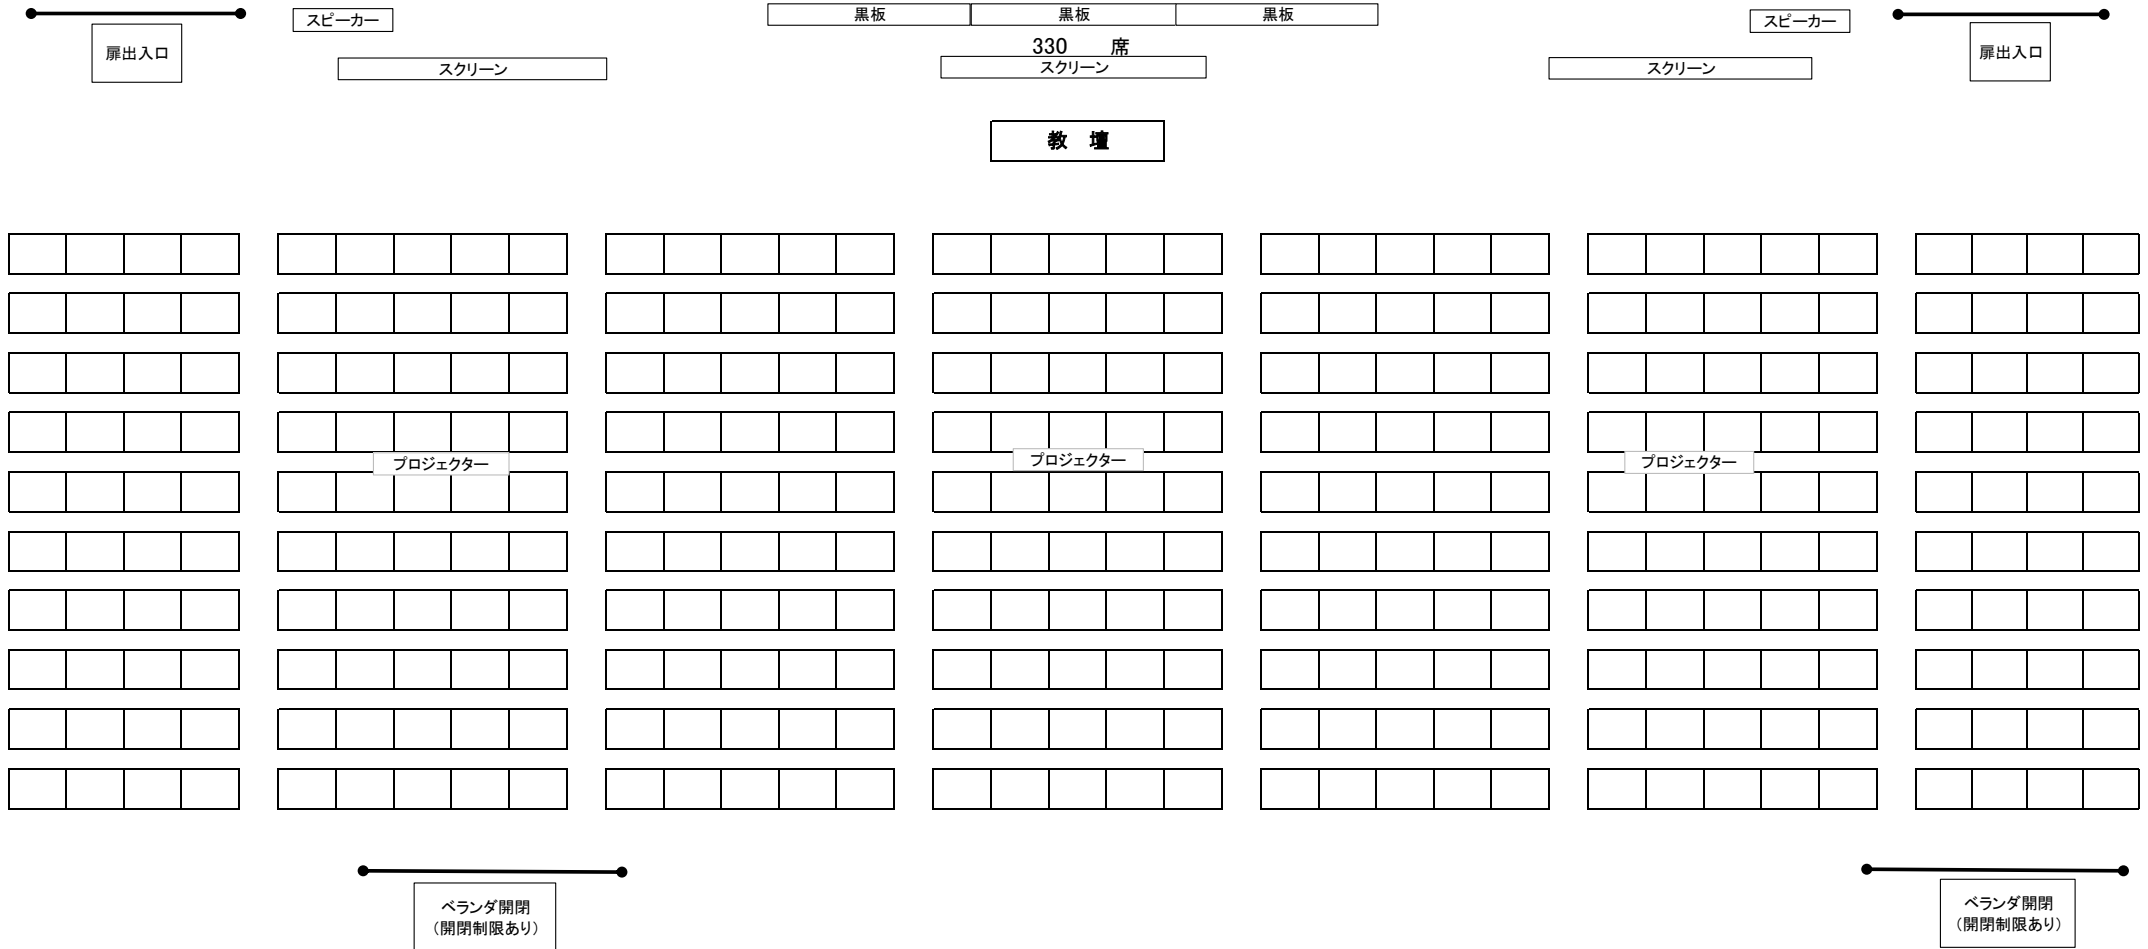 黒板 黒板 黒板
スピーカー スピーカー
扉出入口 扉出入口
330 席
スクリーン スクリーン スクリーン
教 壇
プロジェクター プロジェクター プロジェクター
ベランダ開閉
（開閉制限あり）
ベランダ開閉
（開閉制限あり）